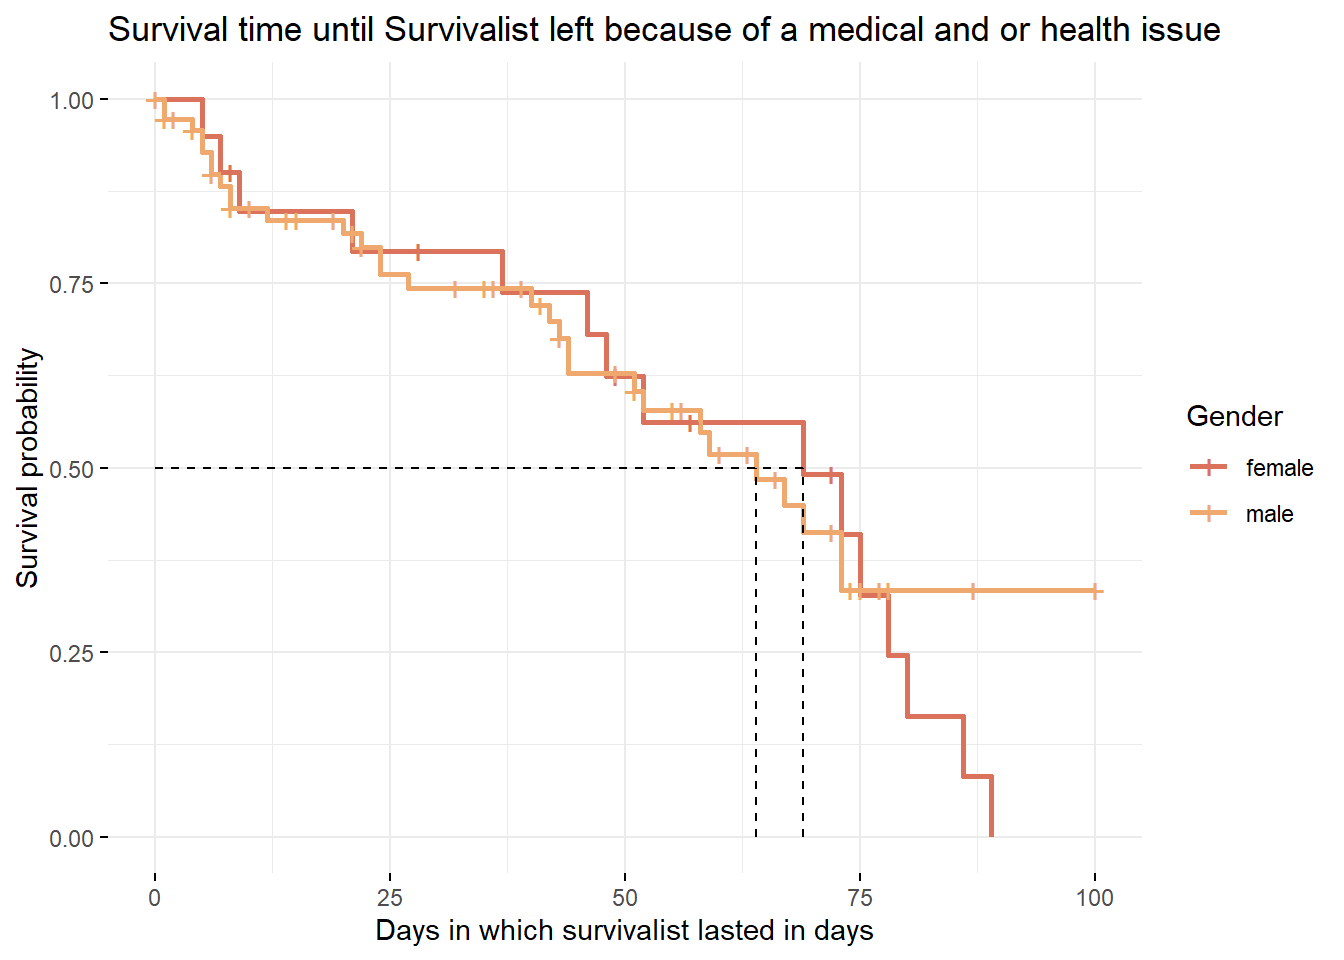 Survival time until Survivalist left because of a medical and or health issue
Survival probability
1.00
0.75
0.50
0.25
0.00
0 25 50 75 100
Days in which survivalist lasted in days
Gender
female
male